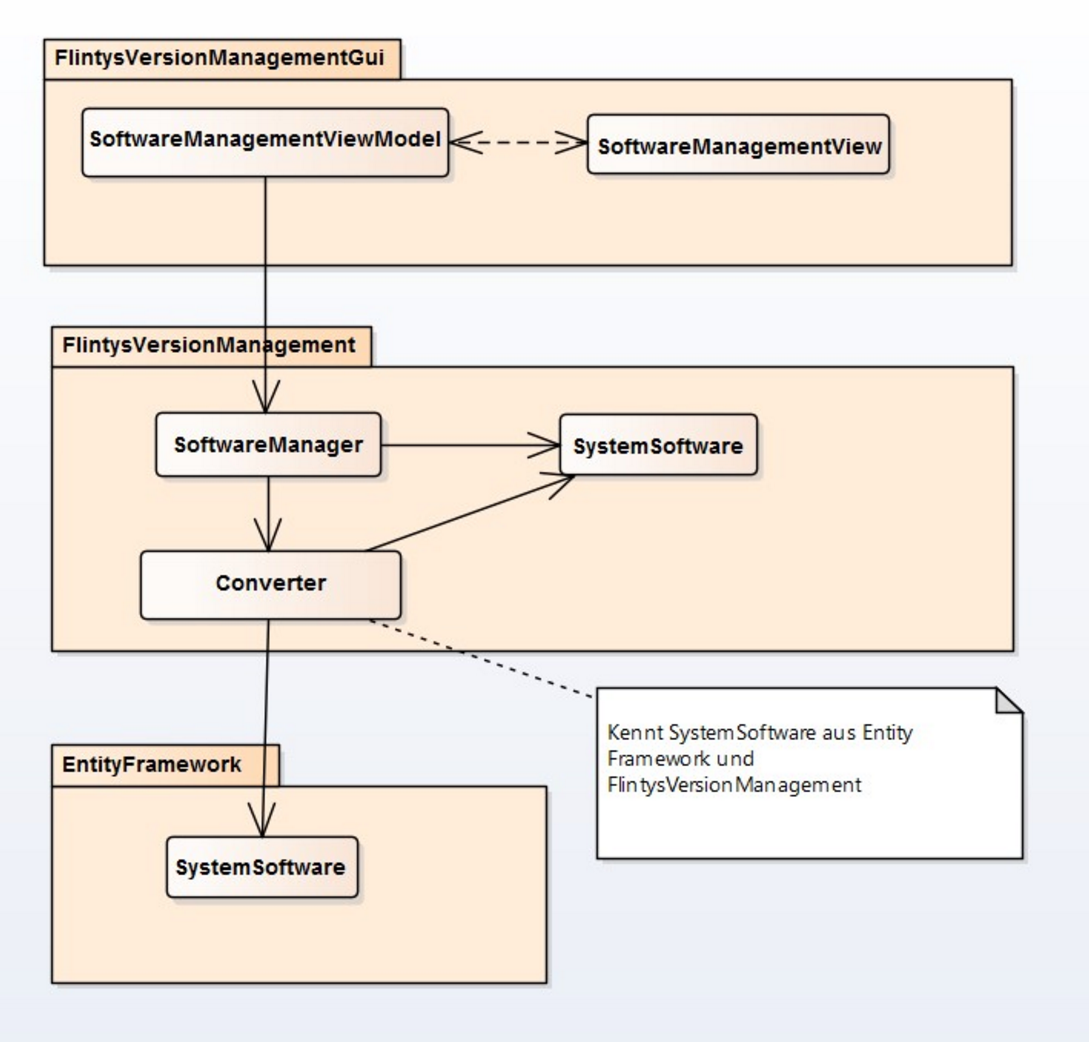 FlintysVersionManagementGui
SoftwareManagementViewModel
SoftwareManagementView
FlintysVersionManagement
SoftwareManager
SystemSoftware
Converter
Kennt SystemSoftware aus Entity
Framework und
FlintysVersionManagement
EntityFramework
SystemSoftware